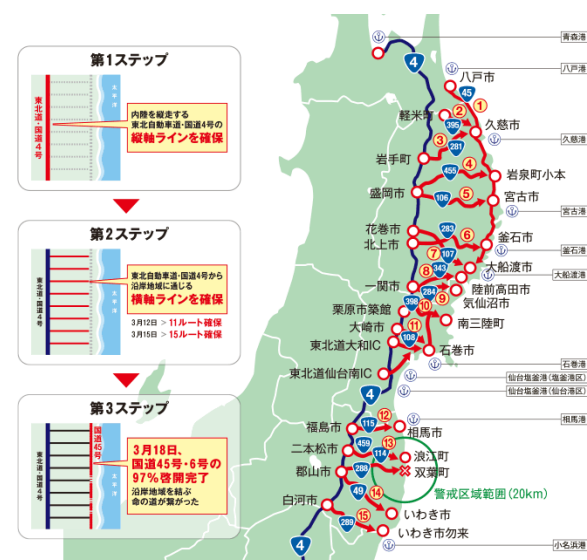 第1ステップ
東北道・国道4号
太平洋
内陸を縦走する
東北自動車道・国道4号の
縦軸ラインを確保
第2ステップ
東北道・国道4号
太平洋
東北自動車道・国道4号から
沿岸地域に通じる
横軸ラインを確保
3月12日 > 11ルート確保
3月15日 > 15ルート確保
第3ステップ
東北道・国道4号
国道45号
太平洋
3月18日、
国道45号・6号の
97%啓開完了
沿岸地域を結ぶ
命の道が繋がった
青森港
4
八戸港
八戸市
45
①
軽米町
②
395
久慈市
久慈港
③
281
岩手町
④
455
岩泉町小本
盛岡市
106
⑤
宮古市
宮古港
花巻市
283
⑥
北上市
釜石市
釜石港
⑦
107
大船渡市
大船渡港
⑧
343
一関市
陸前高田市
284
⑨
気仙沼市
栗原市築館
398
⑩
南三陸町
大崎市
⑪
108
東北道大和IC
石巻市
石巻港
東北道仙台南IC
仙台塩釜港(塩釜港区)
4
仙台塩釜港(仙台港区)
相馬港
福島市
115
⑫
相馬市
二本松市
459
⑬
114
浪江町
郡山市
288
双葉町
警戒区域範囲(20km)
49
⑭
白河市
いわき市
289
⑮
いわき市勿来
4
小名浜港